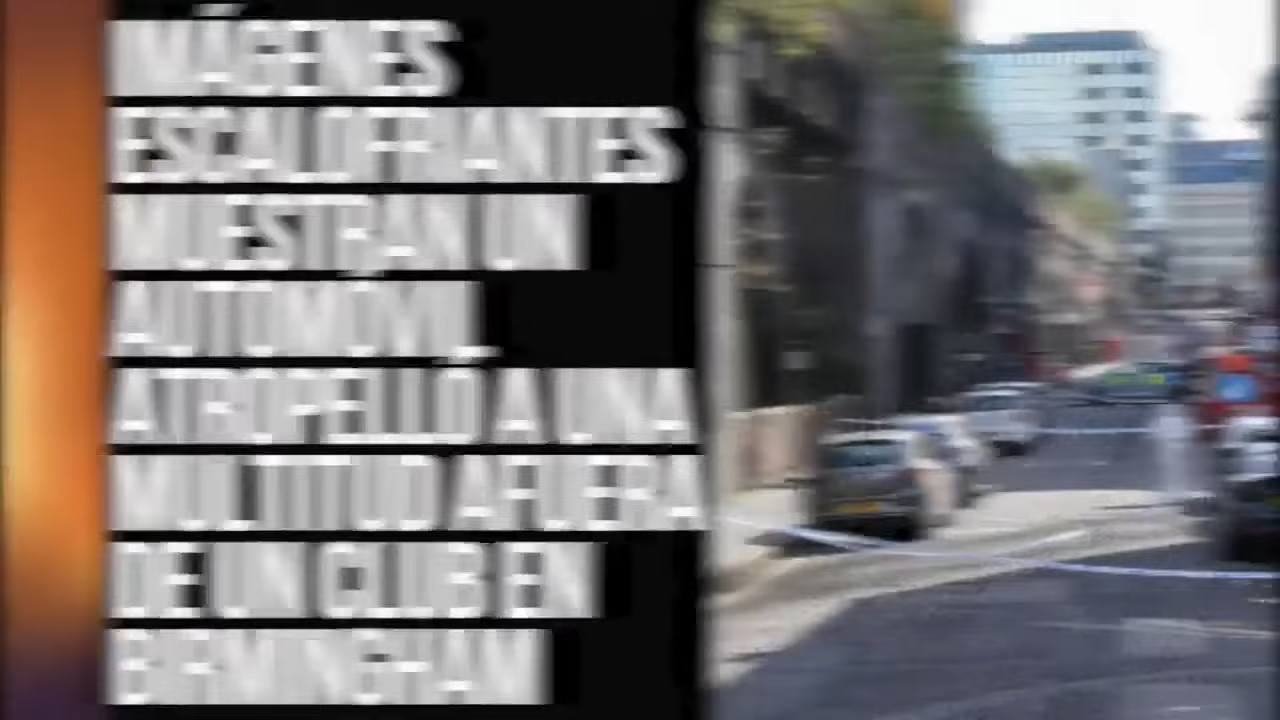 IMÁGENES
ESCALOFRIANTES
MUESTRAN UN
AUTOMÓVIL
ATROPELLÓ A UNA
MULTITUD AFUERA
DE UN CLUB EN
BIRMINGHAM